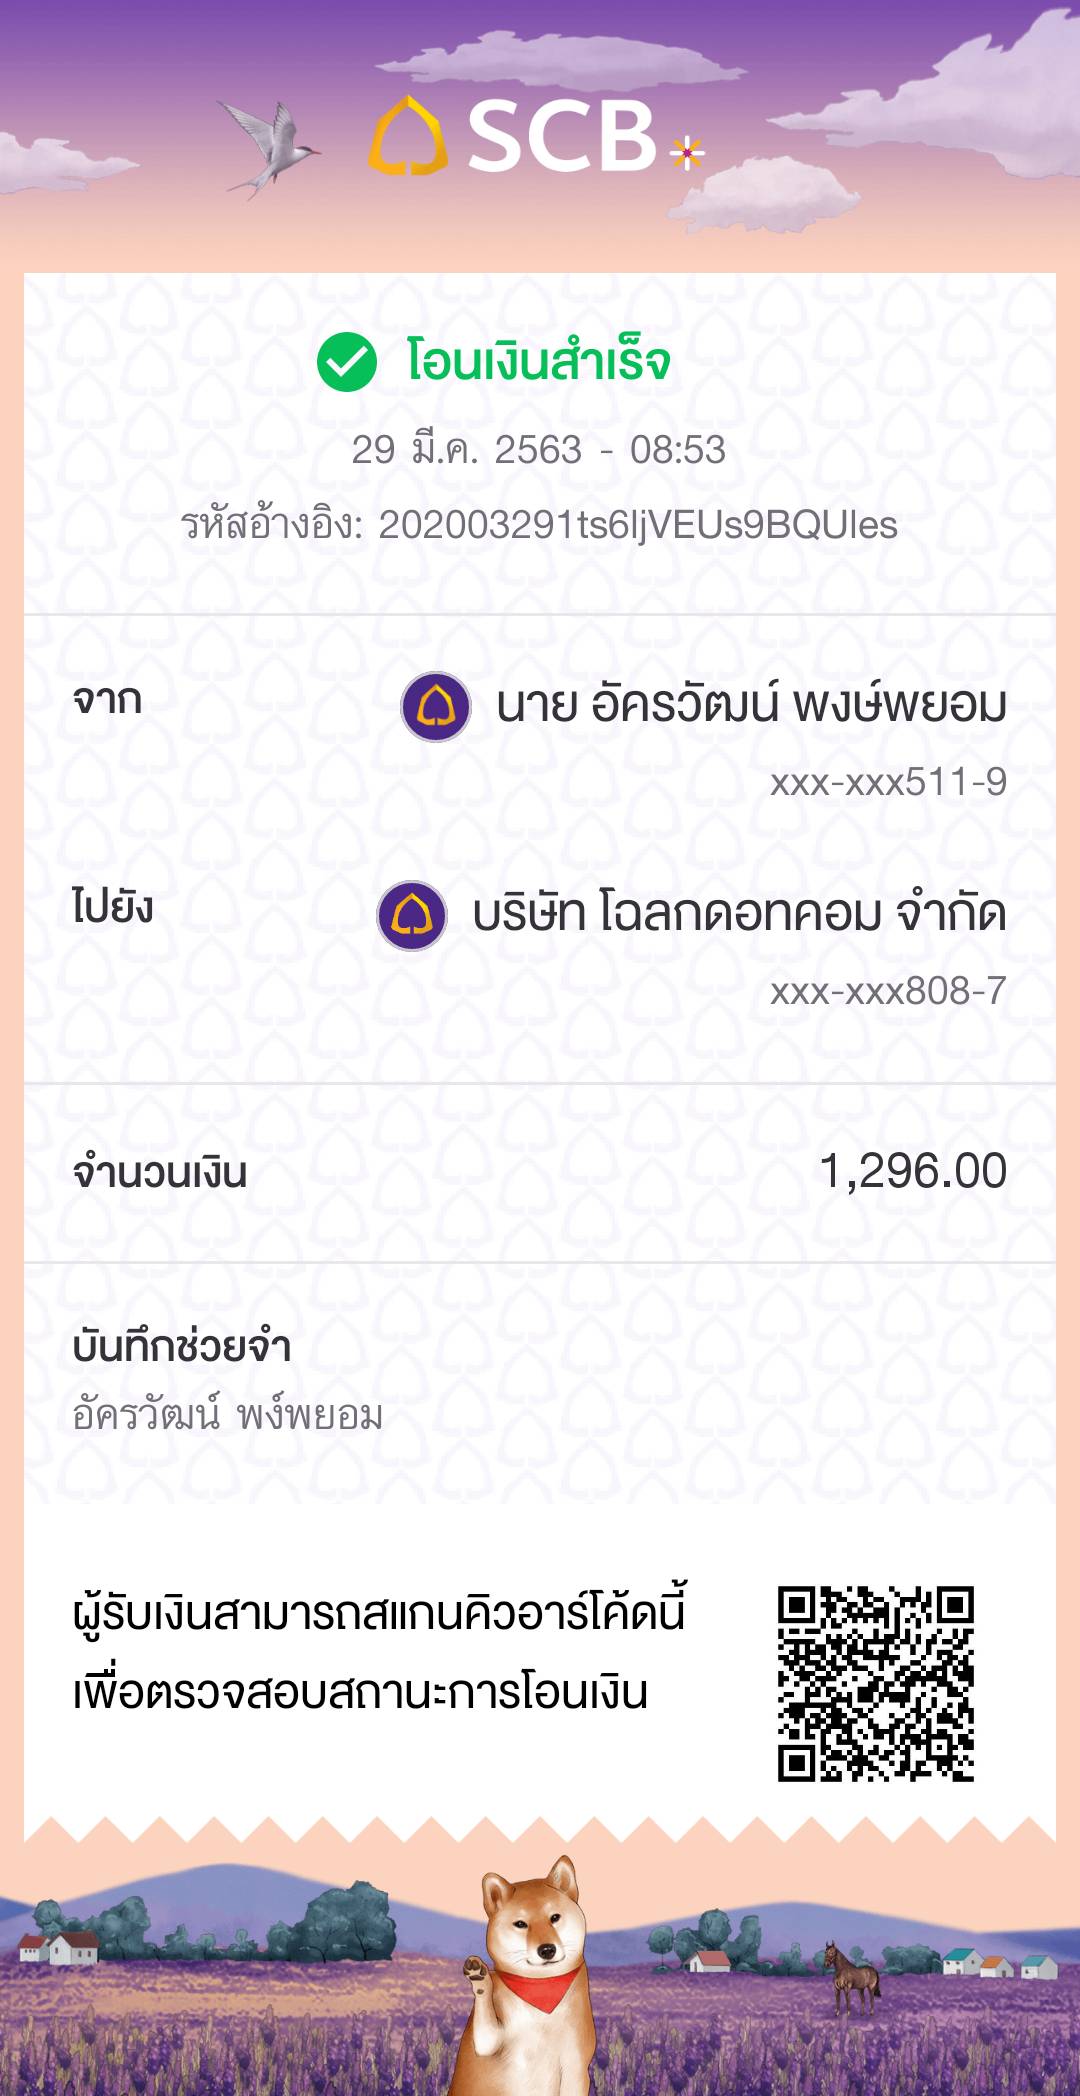 SCB
โอนเงินสำเร็จ
29 มี.ค. 2563 - 08:53
รหัสอ้างอิง: 202003291ts6ljVEUs9BQUles
จาก นาย อัครวัฒน์ พงษ์พยอม
xxx-xxx511-9
ไปยัง บริษัท โฉลกดอทคอม จำกัด
xxx-xxx808-7
จำนวนเงิน 1,296.00
บันทึกช่วยจำ
อัครวัฒน์ พง์พยอม
ผู้รับเงินสามารถสแกนคิวอาร์โค้ดนี้
เพื่อตรวจสอบสถานะการโอนเงิน